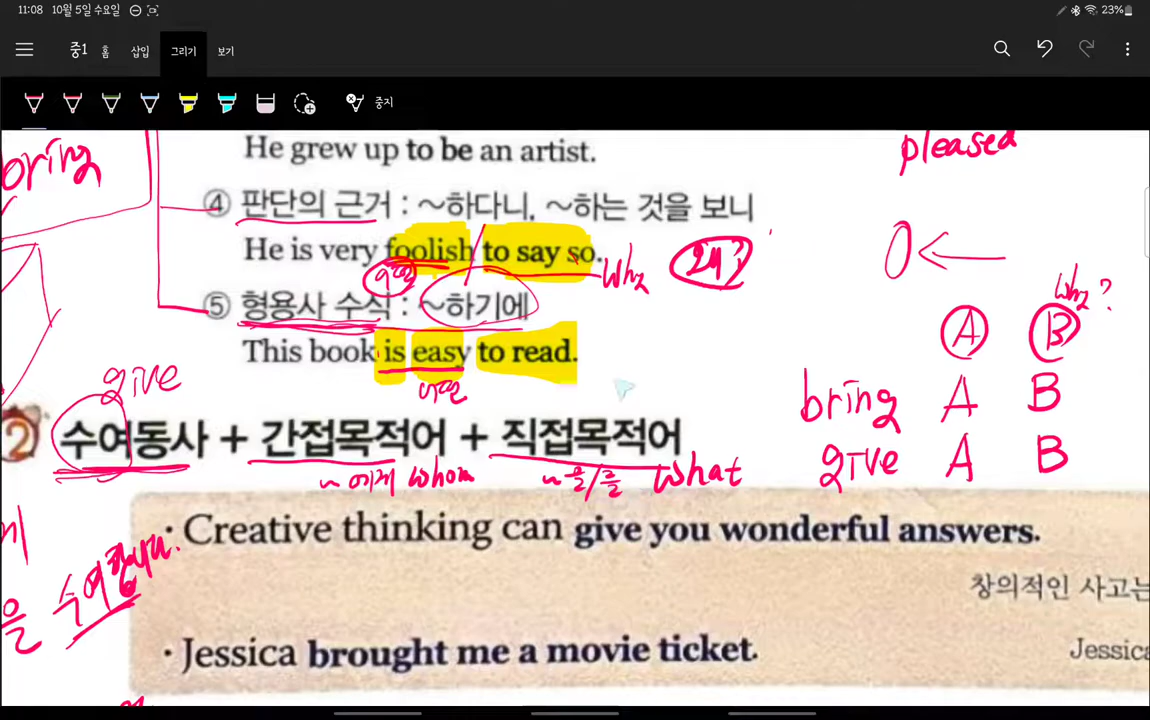 11:08 10월 5일 수요일 23%
중1 홈 삽입 그리기 보기
중지
oring
pleased
He grew up to be an artist.
④ 판단의 근거 : ~하다니, ~하는 것을 보니
He is very foolish to say so.
why
⑤ 형용사 수식 : ~하기에
why?
This book is easy to read.
A B
give
bring A B
give A B
2 수여동사 + 간접목적어 + 직접목적어
~에게 whom ~을/를 what
· Creative thinking can give you wonderful answers.
창의적인 사고는
을 수여
· Jessica brought me a movie ticket.
Jessica